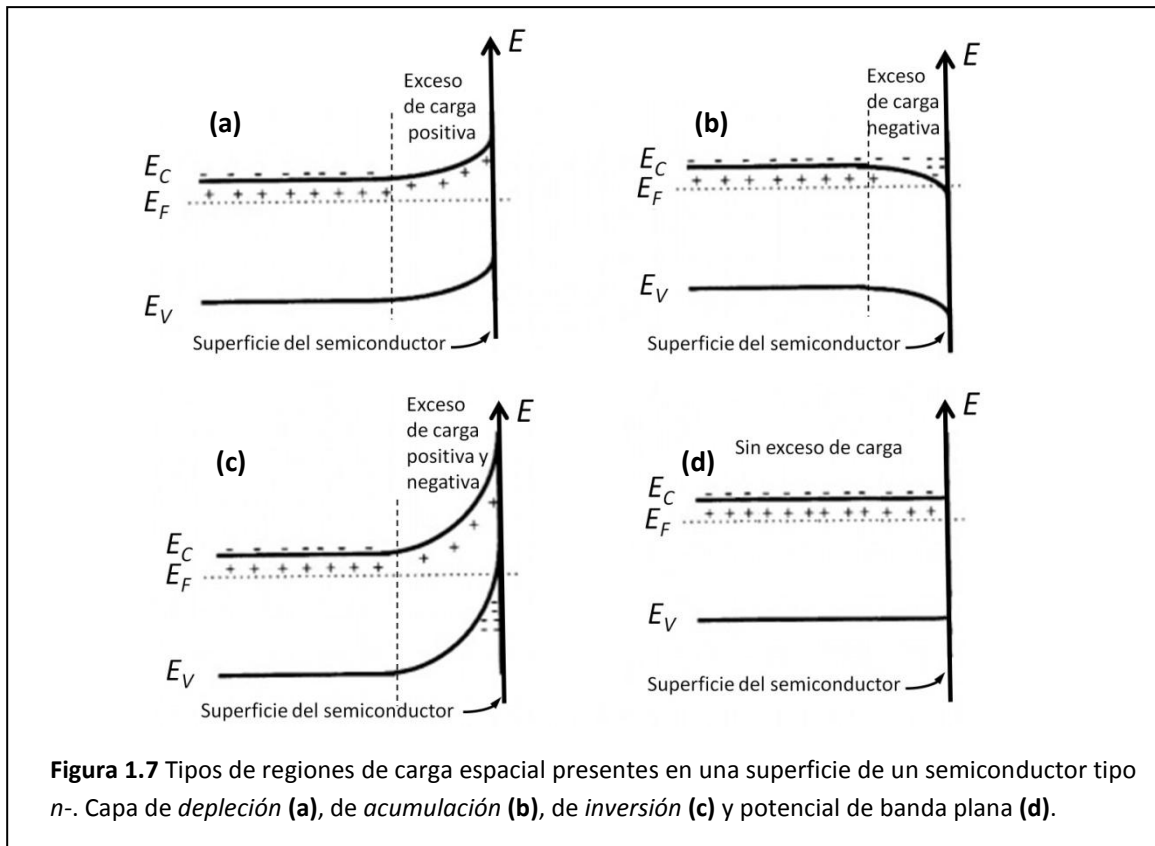 (a)
Exceso
de carga
positiva
E
E_C
E_F
E_V
Superficie del semiconductor
(b)
Exceso
de carga
negativa
E
E_C
E_F
E_V
Superficie del semiconductor
(c)
Exceso
de carga
positiva y
negativa
E
E_C
E_F
E_V
Superficie del semiconductor
(d)
Sin exceso de carga
E
E_C
E_F
E_V
Superficie del semiconductor
Figura 1.7 Tipos de regiones de carga espacial presentes en una superficie de un semiconductor tipo
n-. Capa de depleción (a), de acumulación (b), de inversión (c) y potencial de banda plana (d).